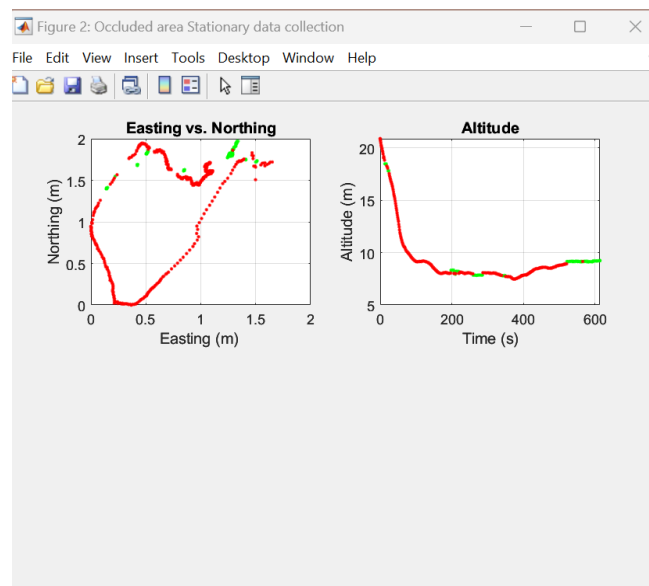 Figure 2: Occluded area Stationary data collection
File Edit View Insert Tools Desktop Window Help
Easting vs. Northing
Northing (m)
2
1.5
1
0.5
0
0 0.5 1 1.5 2
Easting (m)
Altitude
Altitude (m)
20
15
10
5
0 200 400 600
Time (s)